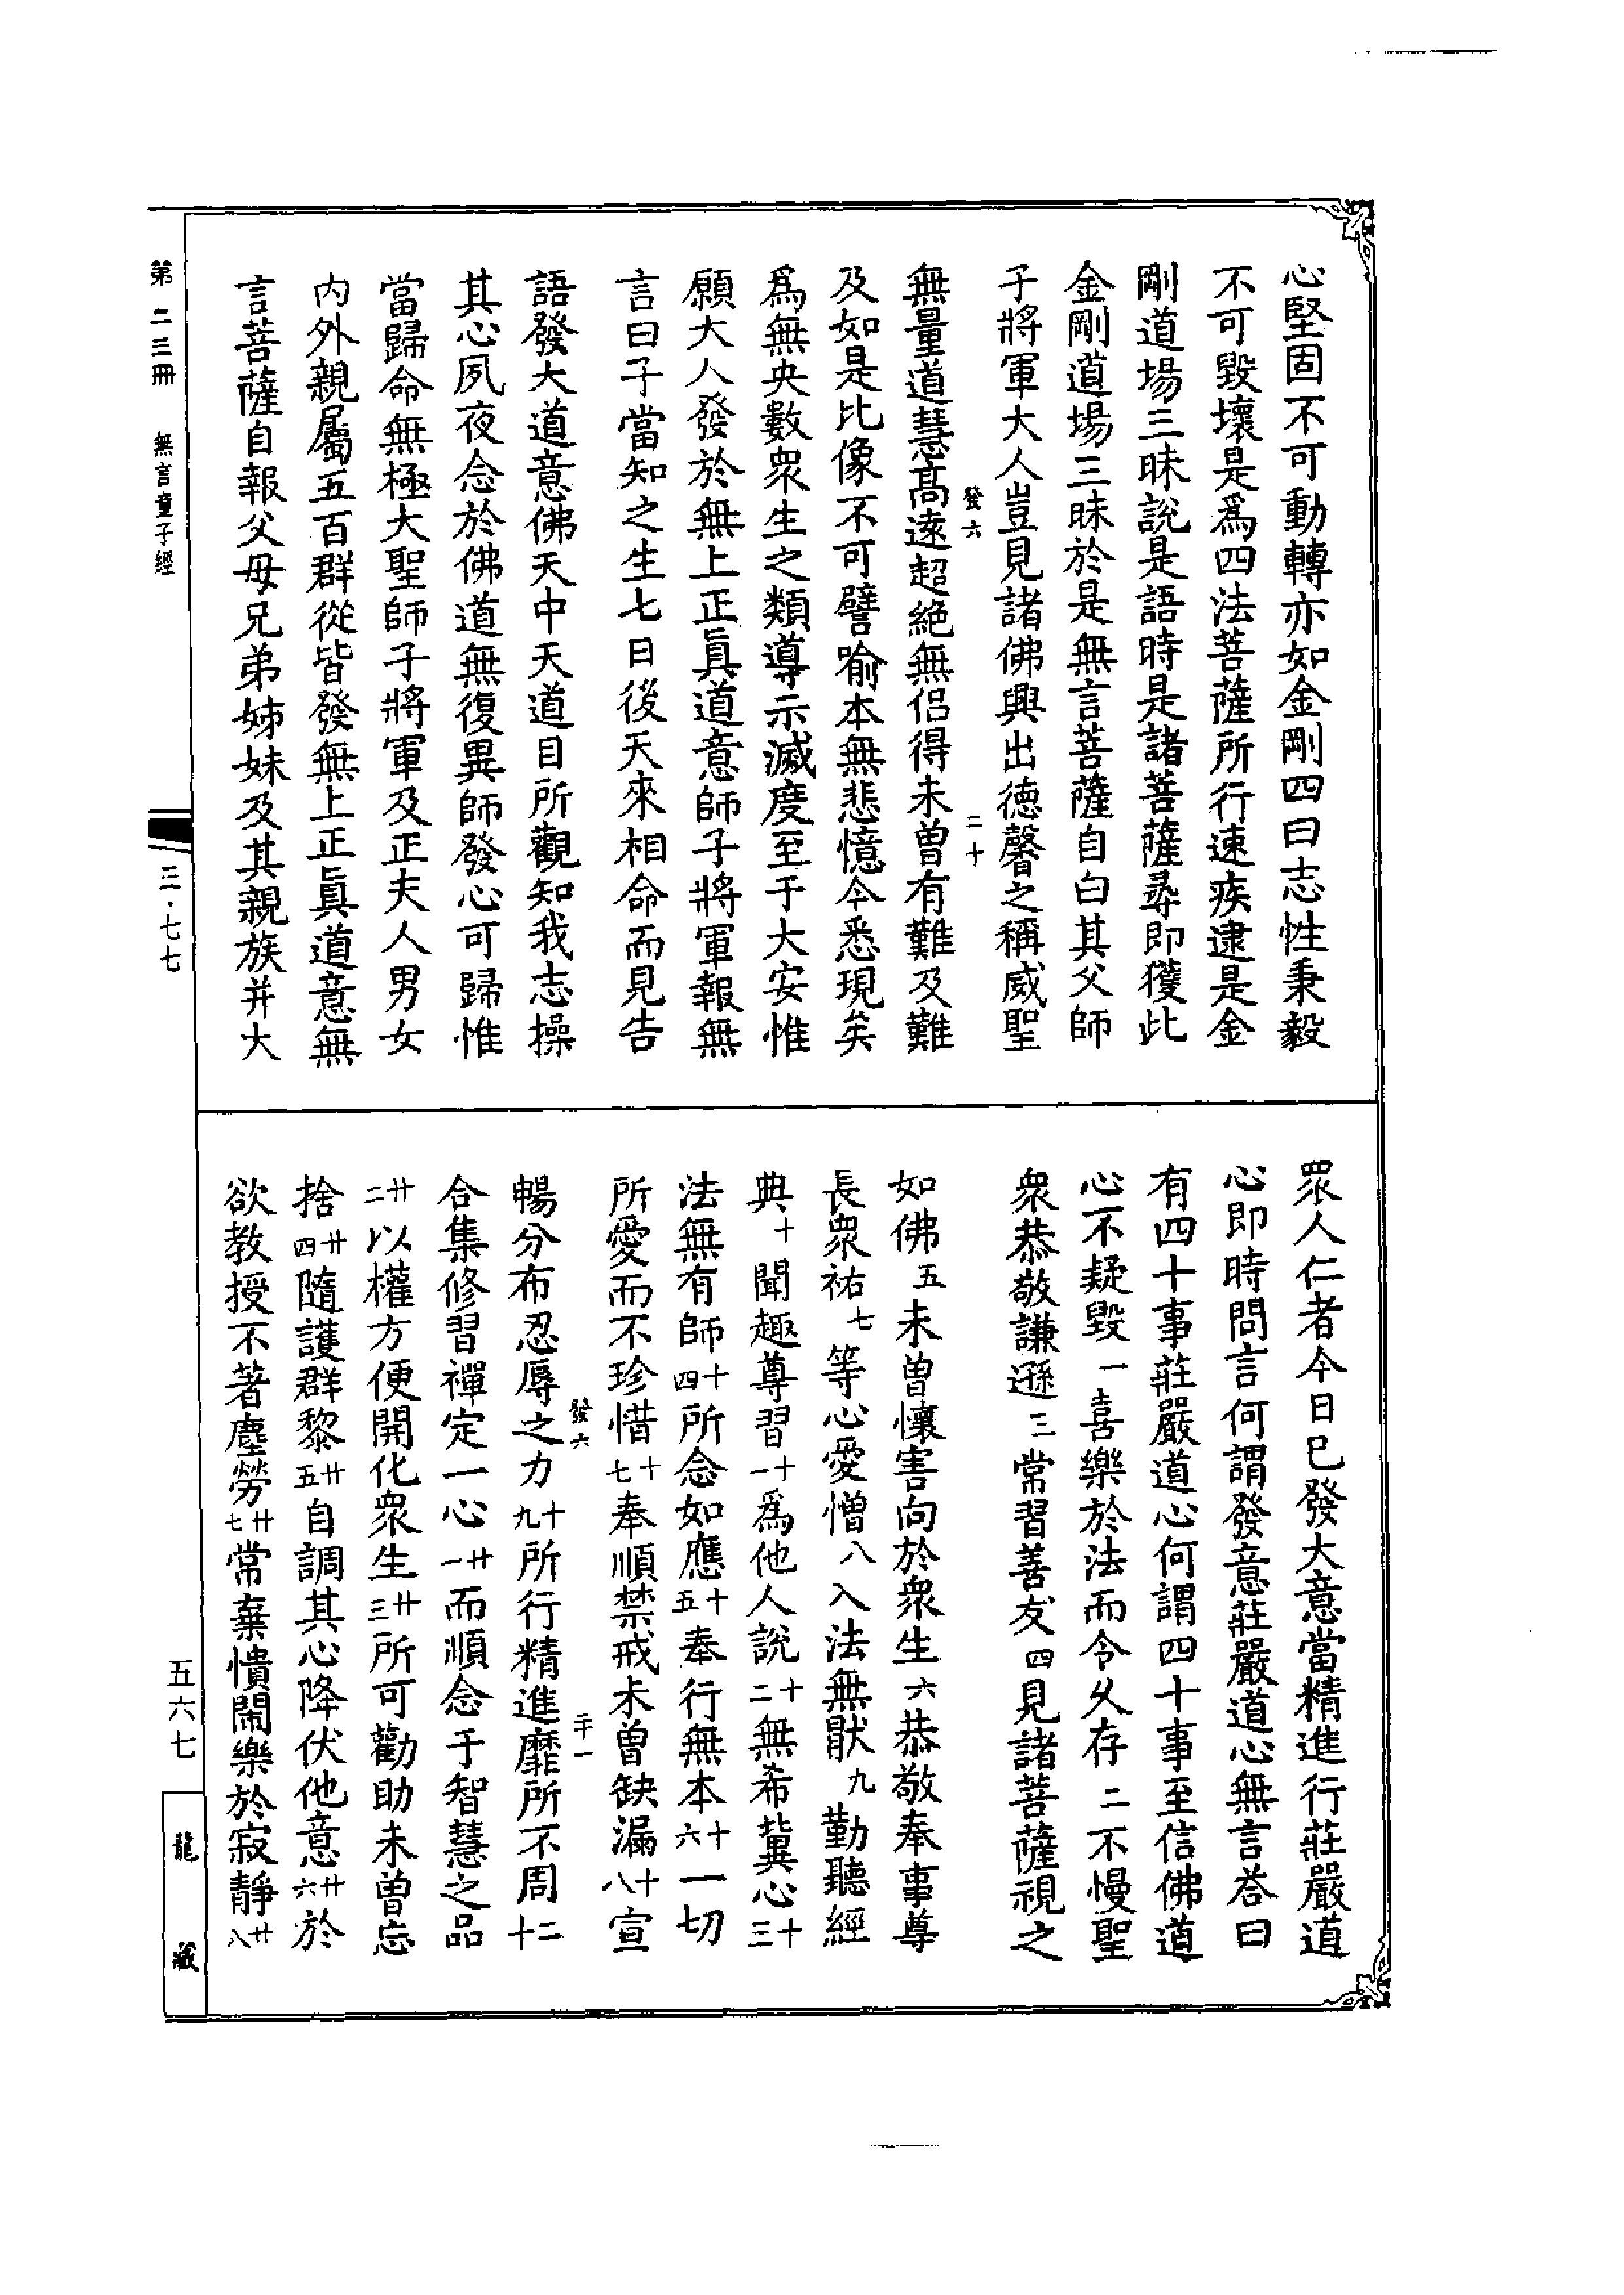 心堅固不可動轉亦如金剛四曰志性秉毅
不可毀壞是爲四法菩薩所行速疾逮是金
剛道場三昧說是語時是諸菩薩尋即獲此
金剛道場三昧於是無言菩薩自白其父師
子將軍大人豈見諸佛興出德馨之稱威聖
發六 二十
無量道慧髙遠超絶無侣得未曾有難及難
及如是比像不可譬喻本無悲憶今悉現矣
爲無央數衆生之類導示滅度至于大安惟
願大人發於無上正眞道意師子將軍報無
言曰子當知之生七日後天來相命而見告
語發大道意佛天中天道目所觀知我志操
其心夙夜念於佛道無復異師發心可歸惟
當歸命無極大聖師子將軍及正夫人男女
内外親屬五百群從皆發無上正眞道意無
言菩薩自報父母兄弟姊妹及其親族并大
衆人仁者今日已發大意當精進行莊嚴道
心即時問言何謂發意莊嚴道心無言荅曰
有四十事莊嚴道心何謂四十事至信佛道
心不疑毀一喜樂於法而令久存二不慢聖
衆恭敬謙遜三常習善友四見諸菩薩視之
如佛五未曾懷害向於衆生六恭敬奉事尊
長衆祐七等心愛憎八入法無猒九勤聽經
典十聞趣尊習十一爲他人說十二無希冀心十三
法無有師十四所念如應十五奉行無本十六一切
所愛而不珍惜十七奉順禁戒未曾缺漏十八宣
發六 二十一
暢分布忍辱之力十九所行精進靡所不周二十
合集修習禪定一心廿一而順念于智慧之品
廿二以權方便開化衆生廿三所可勸助未曾忘
捨廿四隨護群黎廿五自調其心降伏他意廿六於
欲教授不著塵勞廿七常棄憒閙樂於寂靜廿八
第二三冊 無言童子經
三·七七
五六七
龍藏